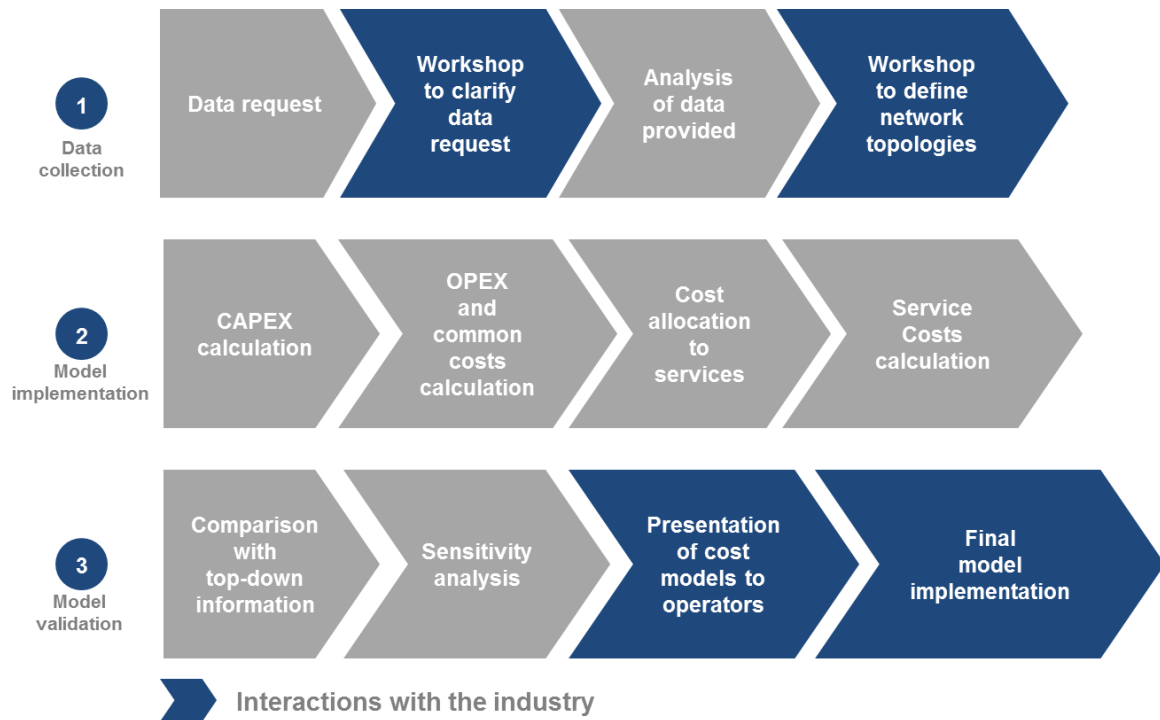 Data request
Workshop
to clarify
data
request
Analysis
of data
provided
Workshop
to define
network
topologies
1
Data
collection
CAPEX
calculation
OPEX
and
common
costs
calculation
Cost
allocation
to
services
Service
Costs
calculation
2
Model
implementation
Comparison
with
top-down
information
Sensitivity
analysis
Presentation
of cost
models to
operators
Final
model
implementation
3
Model
validation
Interactions with the industry